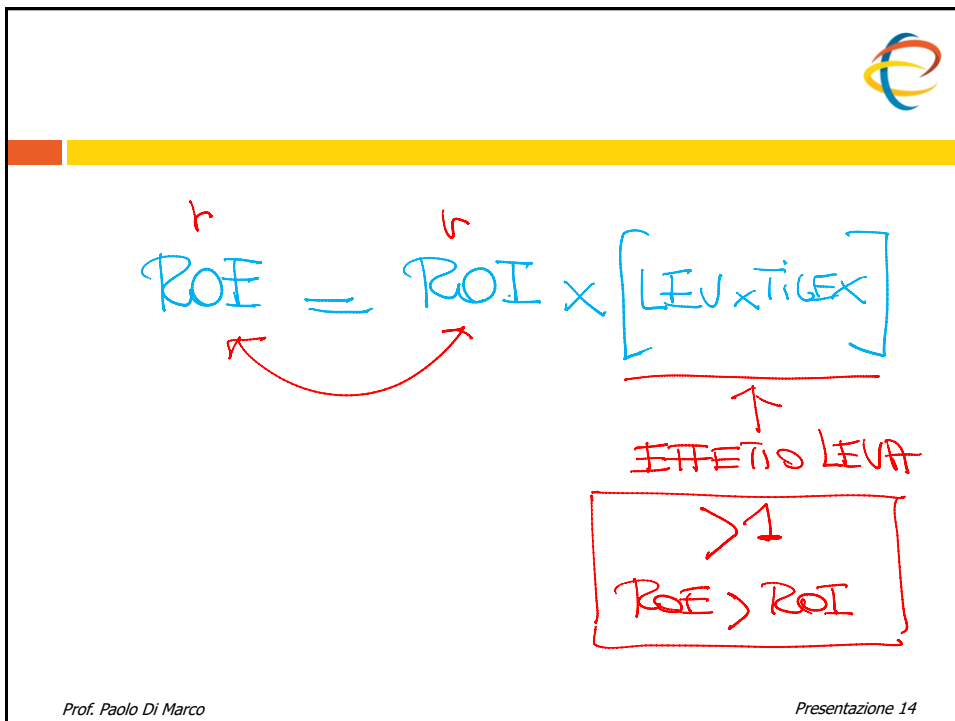 r r
ROE = ROI x [LEV x TIGEX]
EFFETTO LEVA
>1
ROE > ROI
Prof. Paolo Di Marco Presentazione 14